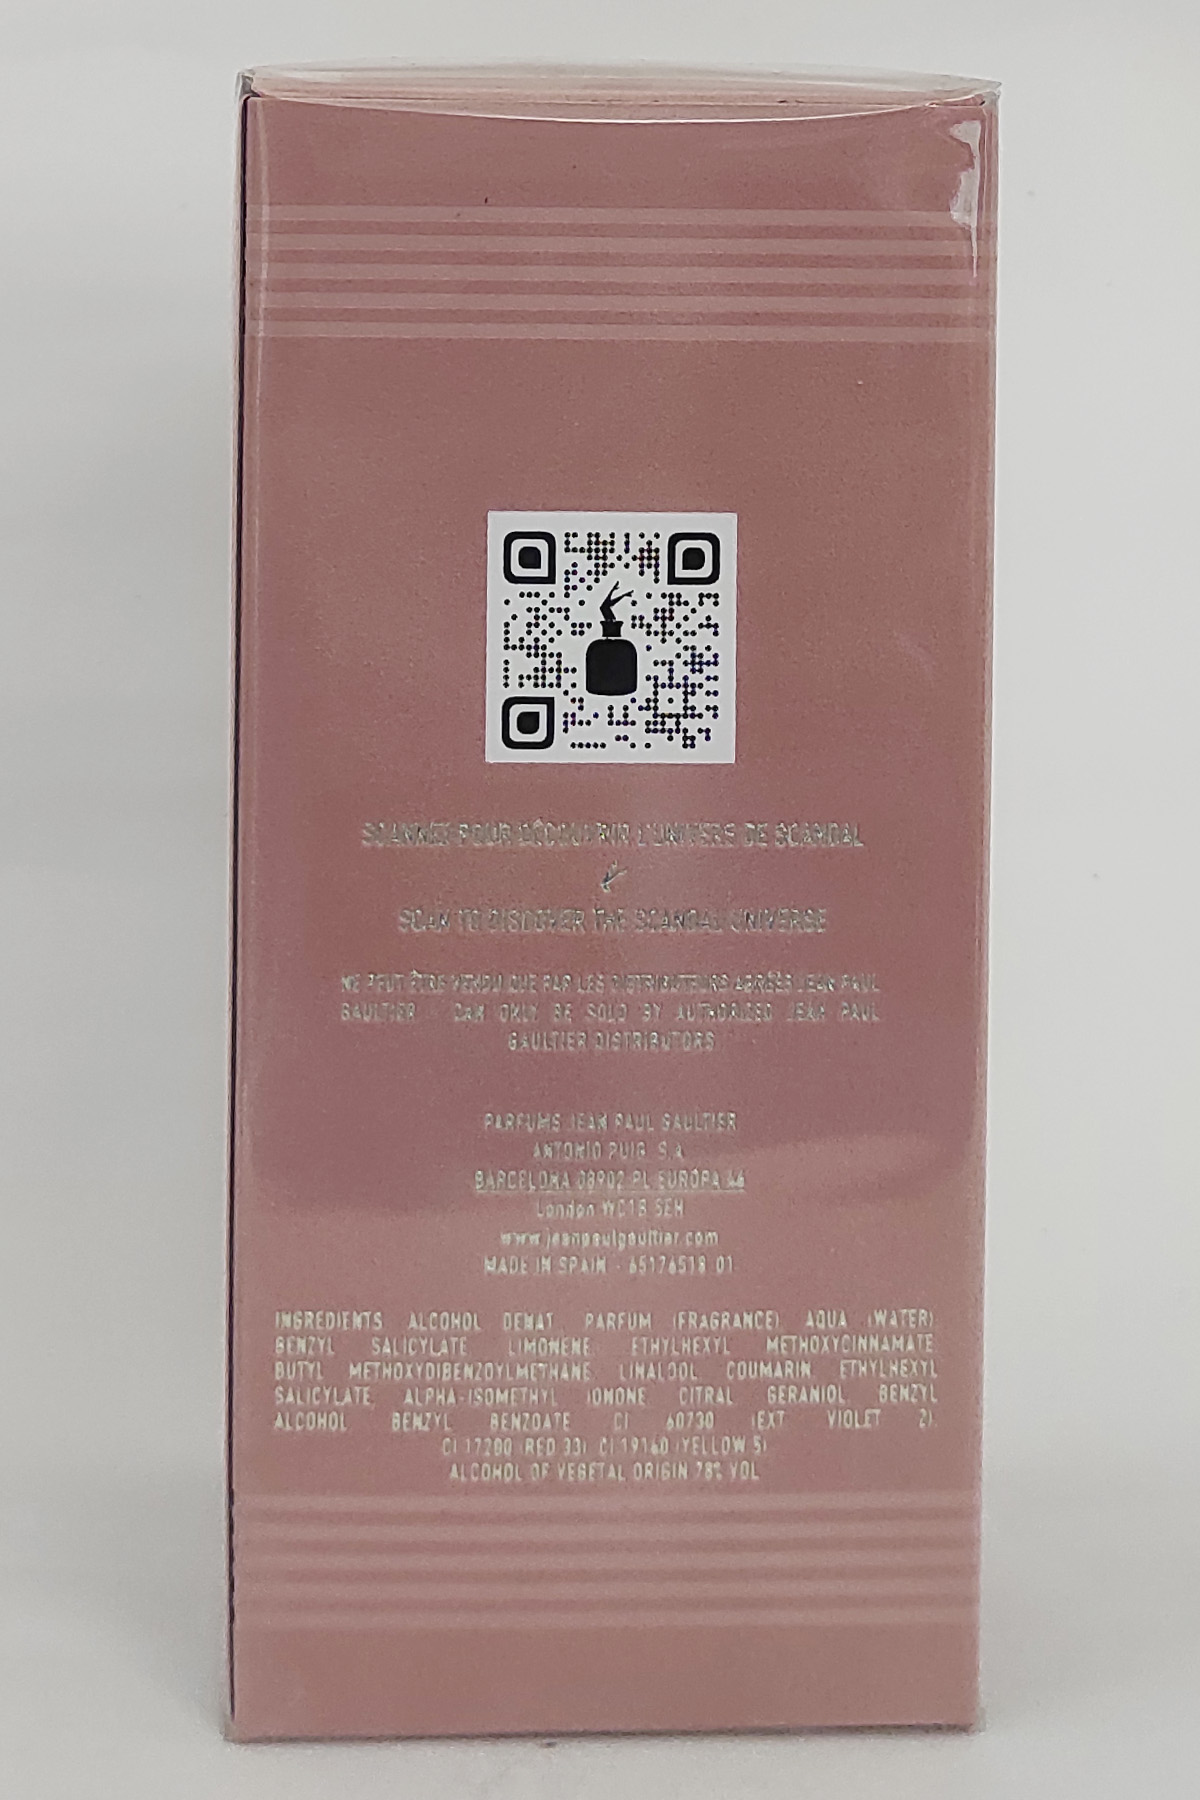 SCANNEZ POUR DÉCOUVRIR L'UNIVERS DE SCANDAL
SCAN TO DISCOVER THE SCANDAL UNIVERSE
NE PEUT ÊTRE VENDU QUE PAR LES DISTRIBUTEURS AGRÉÉS JEAN PAUL
GAULTIER - CAN ONLY BE SOLD BY AUTHORIZED JEAN PAUL
GAULTIER DISTRIBUTORS
PARFUMS JEAN PAUL GAULTIER
ANTONIO PUIG, S.A.
BARCELONA 08902 PL EUROPA 46
London WC1B 5EH
www.jeanpaulgaultier.com
MADE IN SPAIN - 65176518 01
INGREDIENTS ALCOHOL DENAT., PARFUM (FRAGRANCE), AQUA (WATER),
BENZYL SALICYLATE, LIMONENE, ETHYLHEXYL METHOXYCINNAMATE,
BUTYL METHOXYDIBENZOYLMETHANE, LINALOOL, COUMARIN, ETHYLHEXYL
SALICYLATE, ALPHA-ISOMETHYL IONONE, CITRAL, GERANIOL, BENZYL
ALCOHOL, BENZYL BENZOATE, CI 60730 (EXT. VIOLET 2),
CI 17200 (RED 33), CI 19140 (YELLOW 5)
ALCOHOL OF VEGETAL ORIGIN 78% VOL